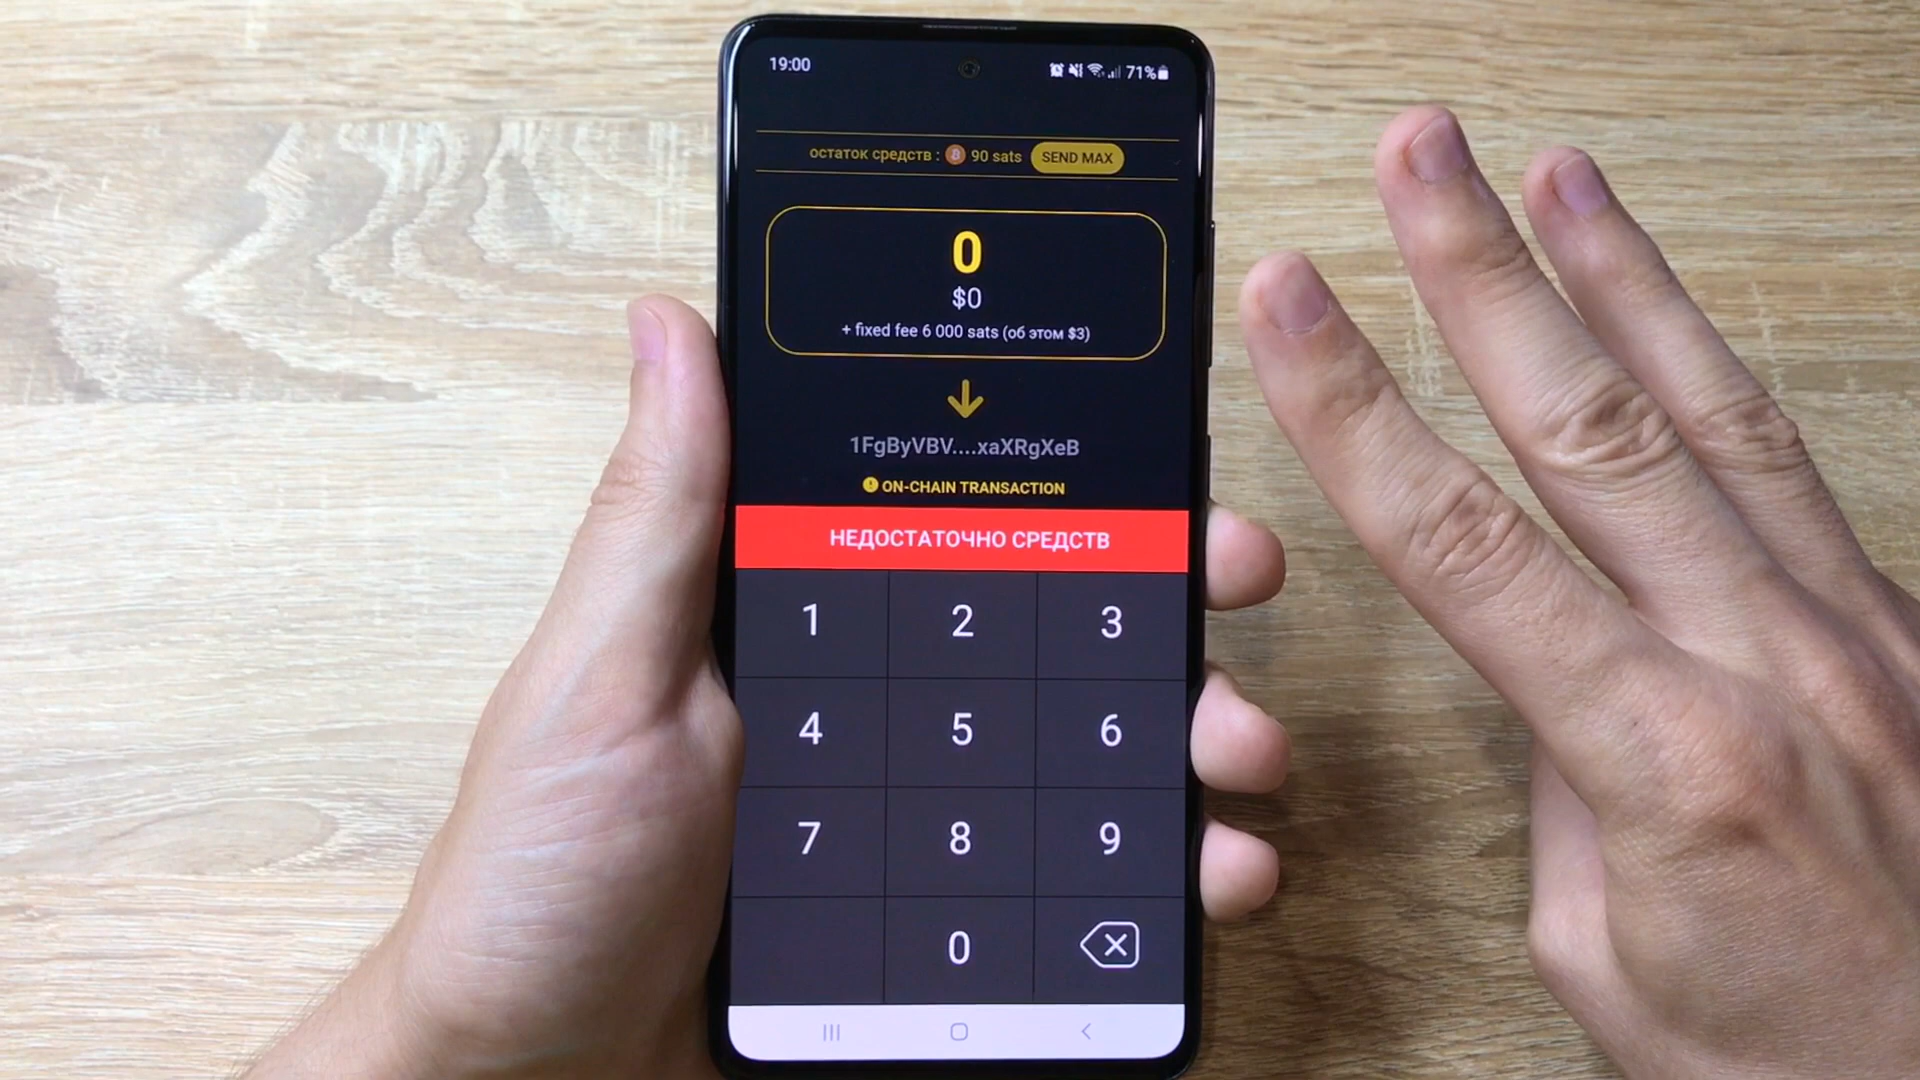 19:00 71%
остаток средств : 90 sats SEND MAX
0
$0
+ fixed fee 6 000 sats (об этом $3)
1FgByVBV....xaXRgXeB
ON-CHAIN TRANSACTION
НЕДОСТАТОЧНО СРЕДСТВ
1 2 3
4 5 6
7 8 9
0